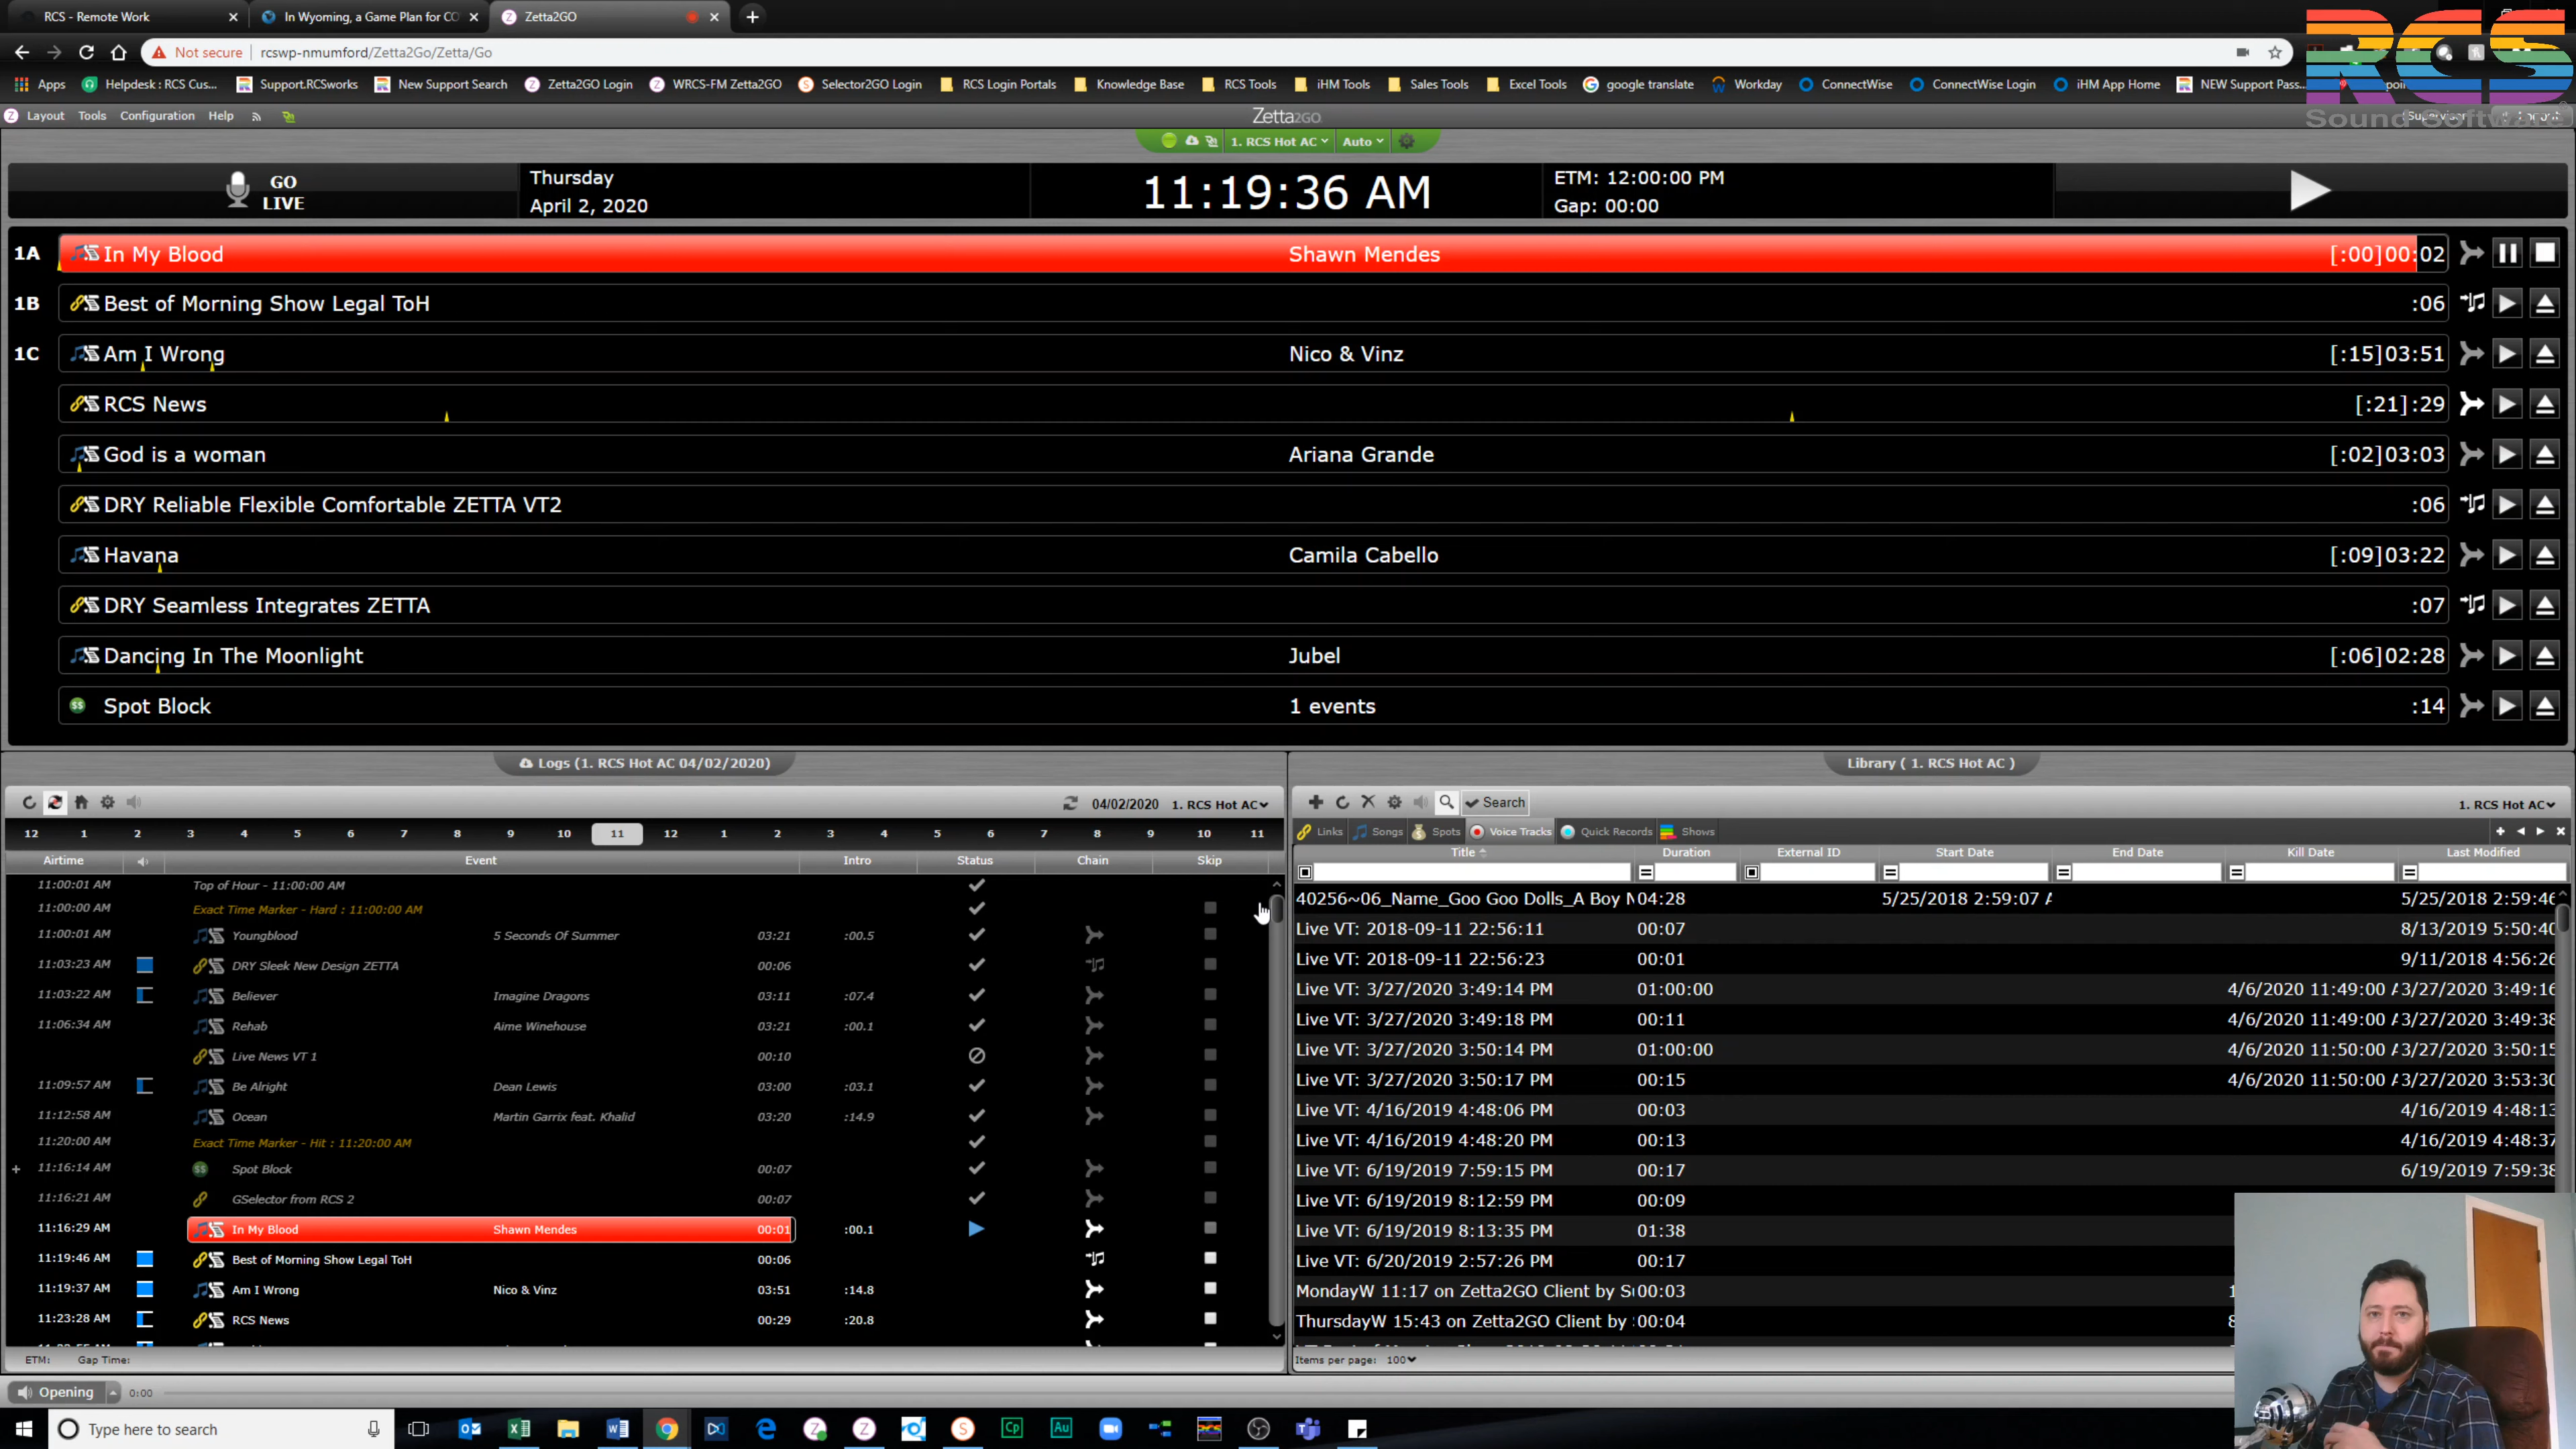 RCS - Remote Work
In Wyoming, a Game Plan for CO
Zetta2GO
Not secure rcswp-nmumford/Zetta2Go/Zetta/Go
Apps Helpdesk : RCS Cus... Support.RCSworks New Support Search Zetta2GO Login WRCS-FM Zetta2GO Selector2GO Login RCS Login Portals Knowledge Base RCS Tools iHM Tools Sales Tools Excel Tools google translate Workday ConnectWise ConnectWise Login iHM App Home NEW Support Pass...
RCS
Sound Software
Layout Tools Configuration Help
Zetta2GO
1. RCS Hot AC Auto
GO LIVE
Thursday
April 2, 2020
11:19:36 AM
ETM: 12:00:00 PM
Gap: 00:00
1A In My Blood Shawn Mendes [:00]00:02
1B Best of Morning Show Legal ToH :06
1C Am I Wrong Nico & Vinz [:15]03:51
RCS News [:21]:29
God is a woman Ariana Grande [:02]03:03
DRY Reliable Flexible Comfortable ZETTA VT2 :06
Havana Camila Cabello [:09]03:22
DRY Seamless Integrates ZETTA :07
Dancing In The Moonlight Jubel [:06]02:28
$$ Spot Block 1 events :14
Logs (1. RCS Hot AC 04/02/2020)
04/02/2020 1. RCS Hot AC
12 1 2 3 4 5 6 7 8 9 10 11 12 1 2 3 4 5 6 7 8 9 10 11
Airtime Event Intro Status Chain Skip
11:00:01 AM Top of Hour - 11:00:00 AM
11:00:00 AM Exact Time Marker - Hard : 11:00:00 AM
11:00:01 AM Youngblood 5 Seconds Of Summer 03:21 :00.5
11:03:23 AM DRY Sleek New Design ZETTA 00:06
11:03:22 AM Believer Imagine Dragons 03:11 :07.4
11:06:34 AM Rehab Aime Winehouse 03:21 :00.1
Live News VT 1 00:10
11:09:57 AM Be Alright Dean Lewis 03:00 :03.1
11:12:58 AM Ocean Martin Garrix feat. Khalid 03:20 :14.9
11:20:00 AM Exact Time Marker - Hit : 11:20:00 AM
+ 11:16:14 AM $$ Spot Block 00:07
11:16:21 AM GSelector from RCS 2 00:07
11:16:29 AM In My Blood Shawn Mendes 00:01 :00.1
11:19:46 AM Best of Morning Show Legal ToH 00:06
11:19:37 AM Am I Wrong Nico & Vinz 03:51 :14.8
11:23:28 AM RCS News 00:29 :20.8
ETM: Gap Time:
Library ( 1. RCS Hot AC )
Search
1. RCS Hot AC
Links Songs Spots Voice Tracks Quick Records Shows
Title Duration External ID Start Date End Date Kill Date Last Modified
40256~06_Name_Goo Goo Dolls_A Boy N 04:28 5/25/2018 2:59:07 A 5/25/2018 2:59:46
Live VT: 2018-09-11 22:56:11 00:07 8/13/2019 5:50:40
Live VT: 2018-09-11 22:56:23 00:01 9/11/2018 4:56:26
Live VT: 3/27/2020 3:49:14 PM 01:00:00 4/6/2020 11:49:00 A 3/27/2020 3:49:16
Live VT: 3/27/2020 3:49:18 PM 00:11 4/6/2020 11:49:00 A 3/27/2020 3:49:38
Live VT: 3/27/2020 3:50:14 PM 01:00:00 4/6/2020 11:50:00 A 3/27/2020 3:50:15
Live VT: 3/27/2020 3:50:17 PM 00:15 4/6/2020 11:50:00 A 3/27/2020 3:53:30
Live VT: 4/16/2019 4:48:06 PM 00:03 4/16/2019 4:48:13
Live VT: 4/16/2019 4:48:20 PM 00:13 4/16/2019 4:48:37
Live VT: 6/19/2019 7:59:15 PM 00:17 6/19/2019 7:59:38
Live VT: 6/19/2019 8:12:59 PM 00:09
Live VT: 6/19/2019 8:13:35 PM 01:38
Live VT: 6/20/2019 2:57:26 PM 00:17
MondayW 11:17 on Zetta2GO Client by Su 00:03 1
ThursdayW 15:43 on Zetta2GO Client by 00:04 8
Items per page: 100
Opening 0:00
Type here to search